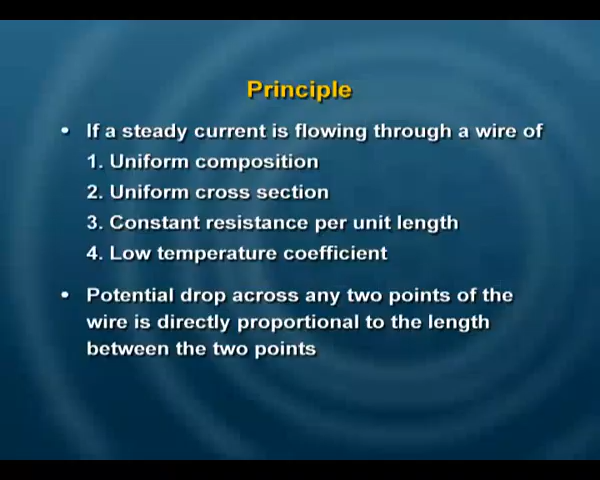 Principle
• If a steady current is flowing through a wire of
1. Uniform composition
2. Uniform cross section
3. Constant resistance per unit length
4. Low temperature coefficient
• Potential drop across any two points of the
wire is directly proportional to the length
between the two points